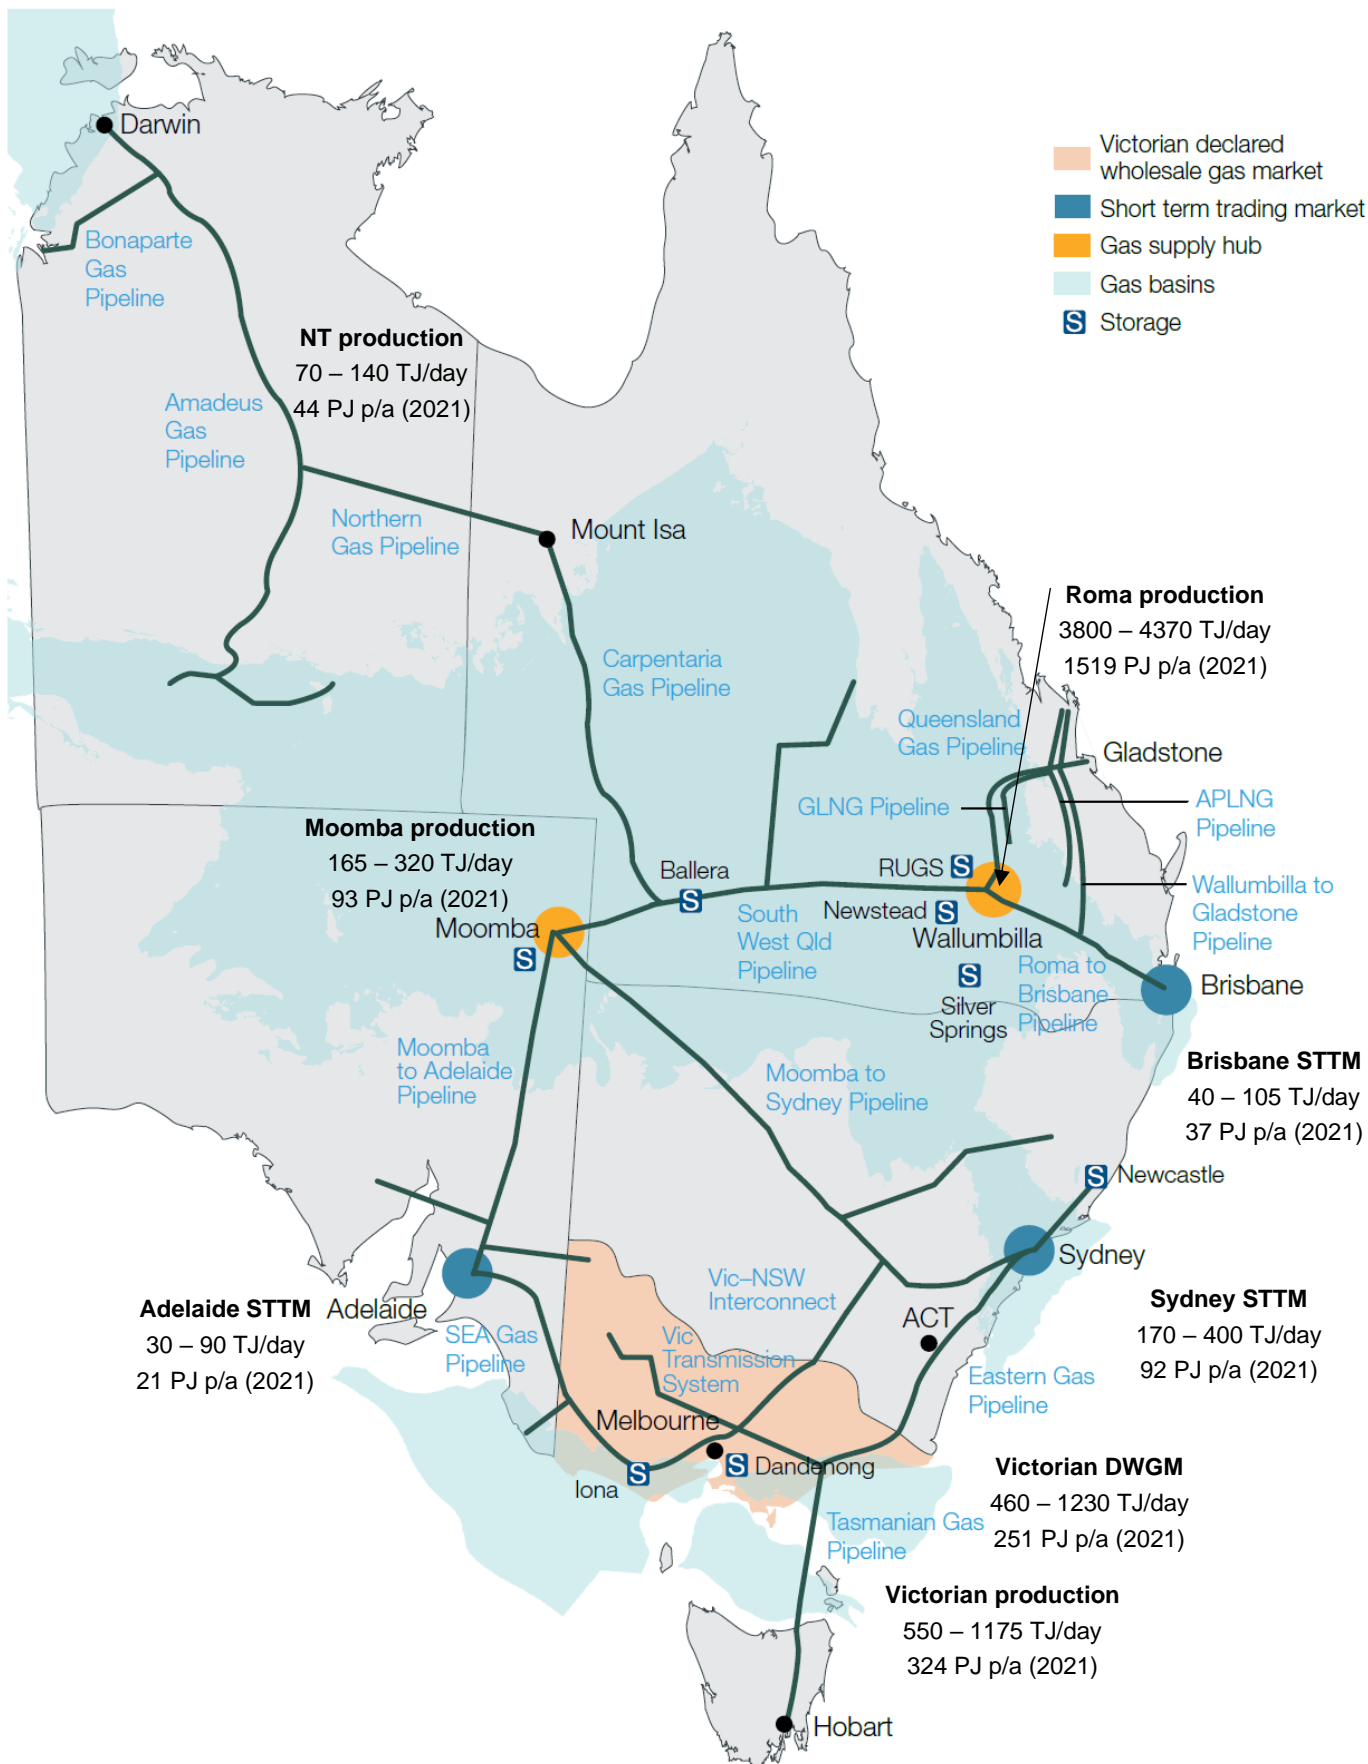 Darwin
Victorian declared
wholesale gas market
Short term trading market
Gas supply hub
Gas basins
S Storage
Bonaparte
Gas
Pipeline
NT production
70 – 140 TJ/day
44 PJ p/a (2021)
Amadeus
Gas
Pipeline
Northern
Gas Pipeline
Mount Isa
Roma production
3800 – 4370 TJ/day
1519 PJ p/a (2021)
Carpentaria
Gas Pipeline
Queensland
Gas Pipeline
Gladstone
GLNG Pipeline
APLNG
Pipeline
Moomba production
165 – 320 TJ/day
93 PJ p/a (2021)
Moomba
S
Ballera
S
RUGS S
Newstead S
Wallumbilla
Wallumbilla to
Gladstone
Pipeline
South
West Qld
Pipeline
S
Silver
Springs
Roma to
Brisbane
Pipeline
Brisbane
Moomba
to Adelaide
Pipeline
Moomba to
Sydney Pipeline
Brisbane STTM
40 – 105 TJ/day
37 PJ p/a (2021)
S Newcastle
Sydney
Adelaide STTM
30 – 90 TJ/day
21 PJ p/a (2021)
Adelaide
SEA Gas
Pipeline
Vic–NSW
Interconnect
Vic
Transmission
System
ACT
Sydney STTM
170 – 400 TJ/day
92 PJ p/a (2021)
Eastern Gas
Pipeline
Melbourne
S Dandenong
S
Iona
Victorian DWGM
460 – 1230 TJ/day
251 PJ p/a (2021)
Tasmanian Gas
Pipeline
Victorian production
550 – 1175 TJ/day
324 PJ p/a (2021)
Hobart